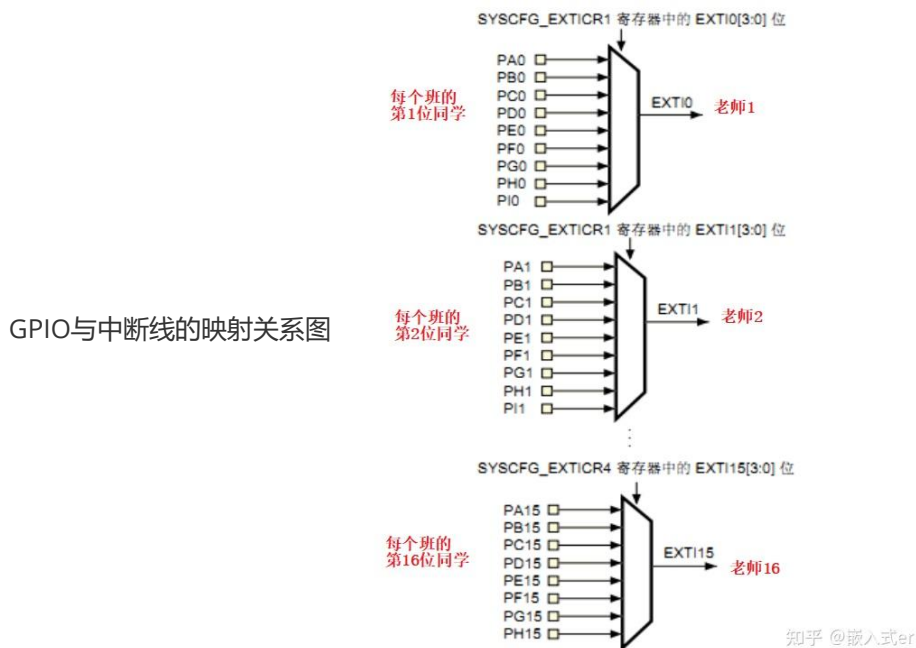 SYSCFG_EXTICR1 寄存器中的 EXTI0[3:0] 位
PA0
PB0
PC0
PD0
PE0
PF0
PG0
PH0
PI0
每个班的
第1位同学
EXTI0
老师1
SYSCFG_EXTICR1 寄存器中的 EXTI1[3:0] 位
PA1
PB1
PC1
PD1
PE1
PF1
PG1
PH1
PI1
每个班的
第2位同学
EXTI1
老师2
GPIO与中断线的映射关系图
SYSCFG_EXTICR4 寄存器中的 EXTI15[3:0] 位
PA15
PB15
PC15
PD15
PE15
PF15
PG15
PH15
每个班的
第16位同学
EXTI15
老师16
知乎 @嵌入式er